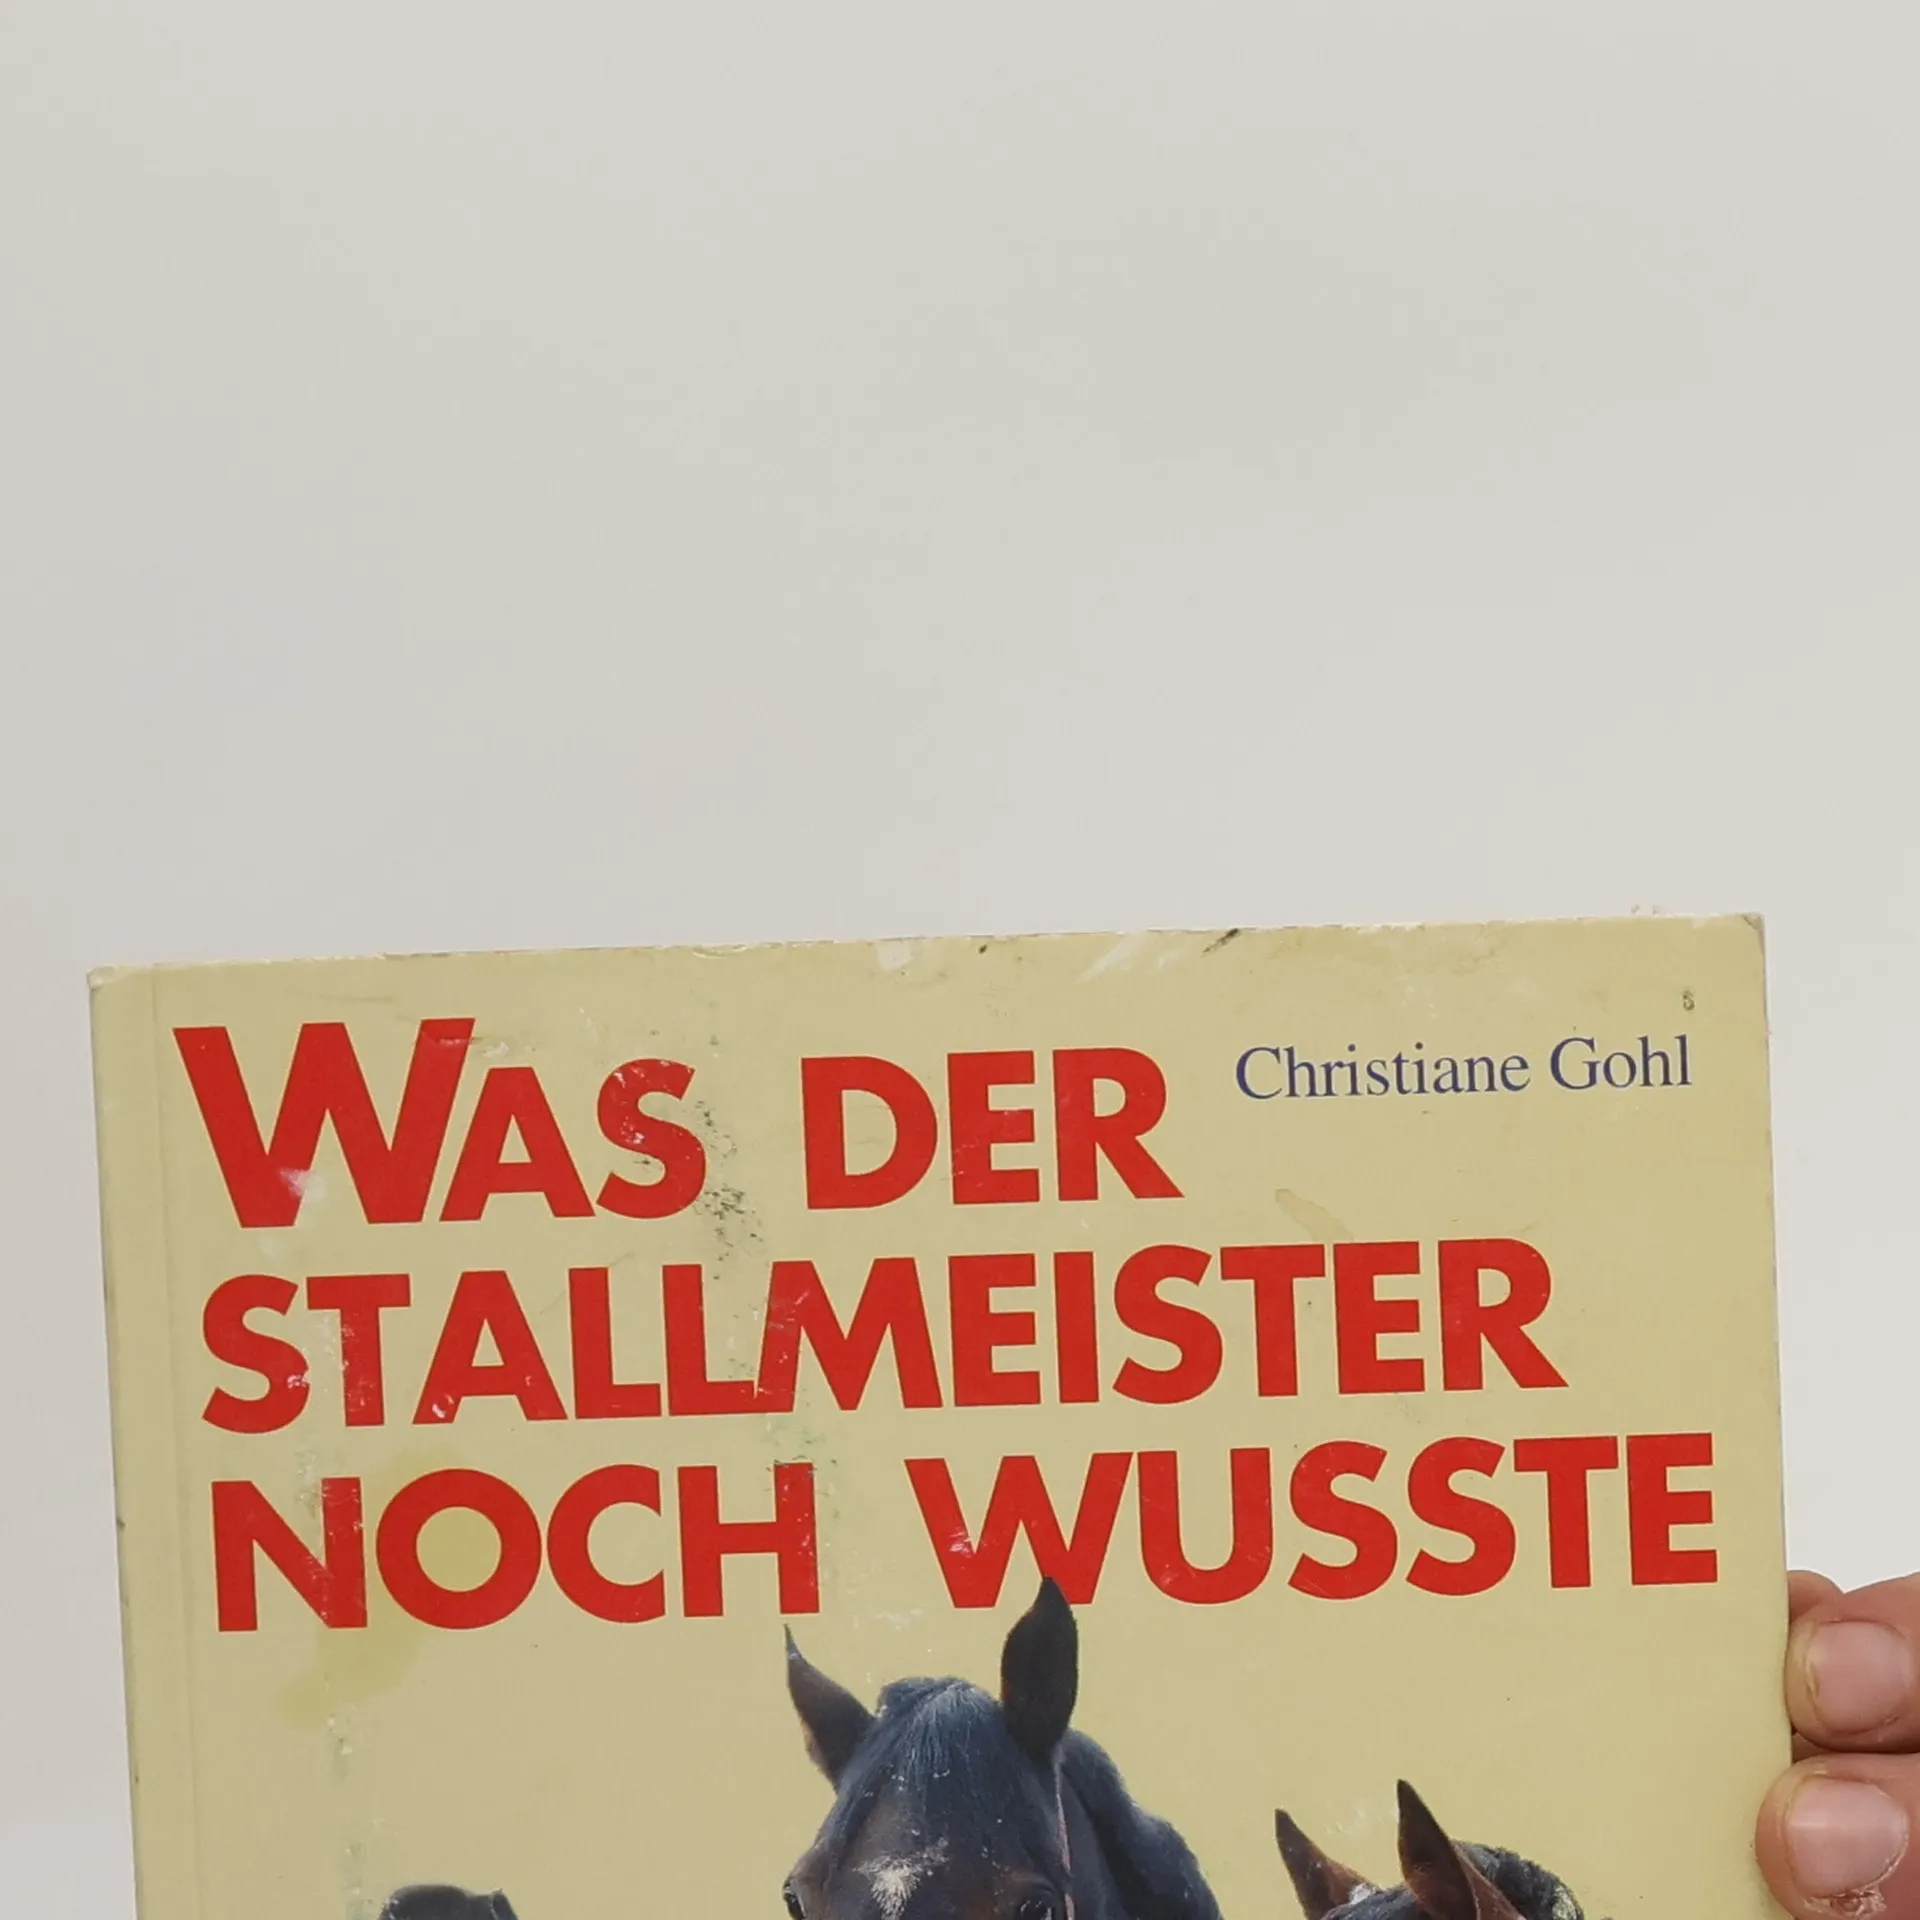 WAS DER
Christiane Gohl
STALLMEISTER
NOCH WUSSTE